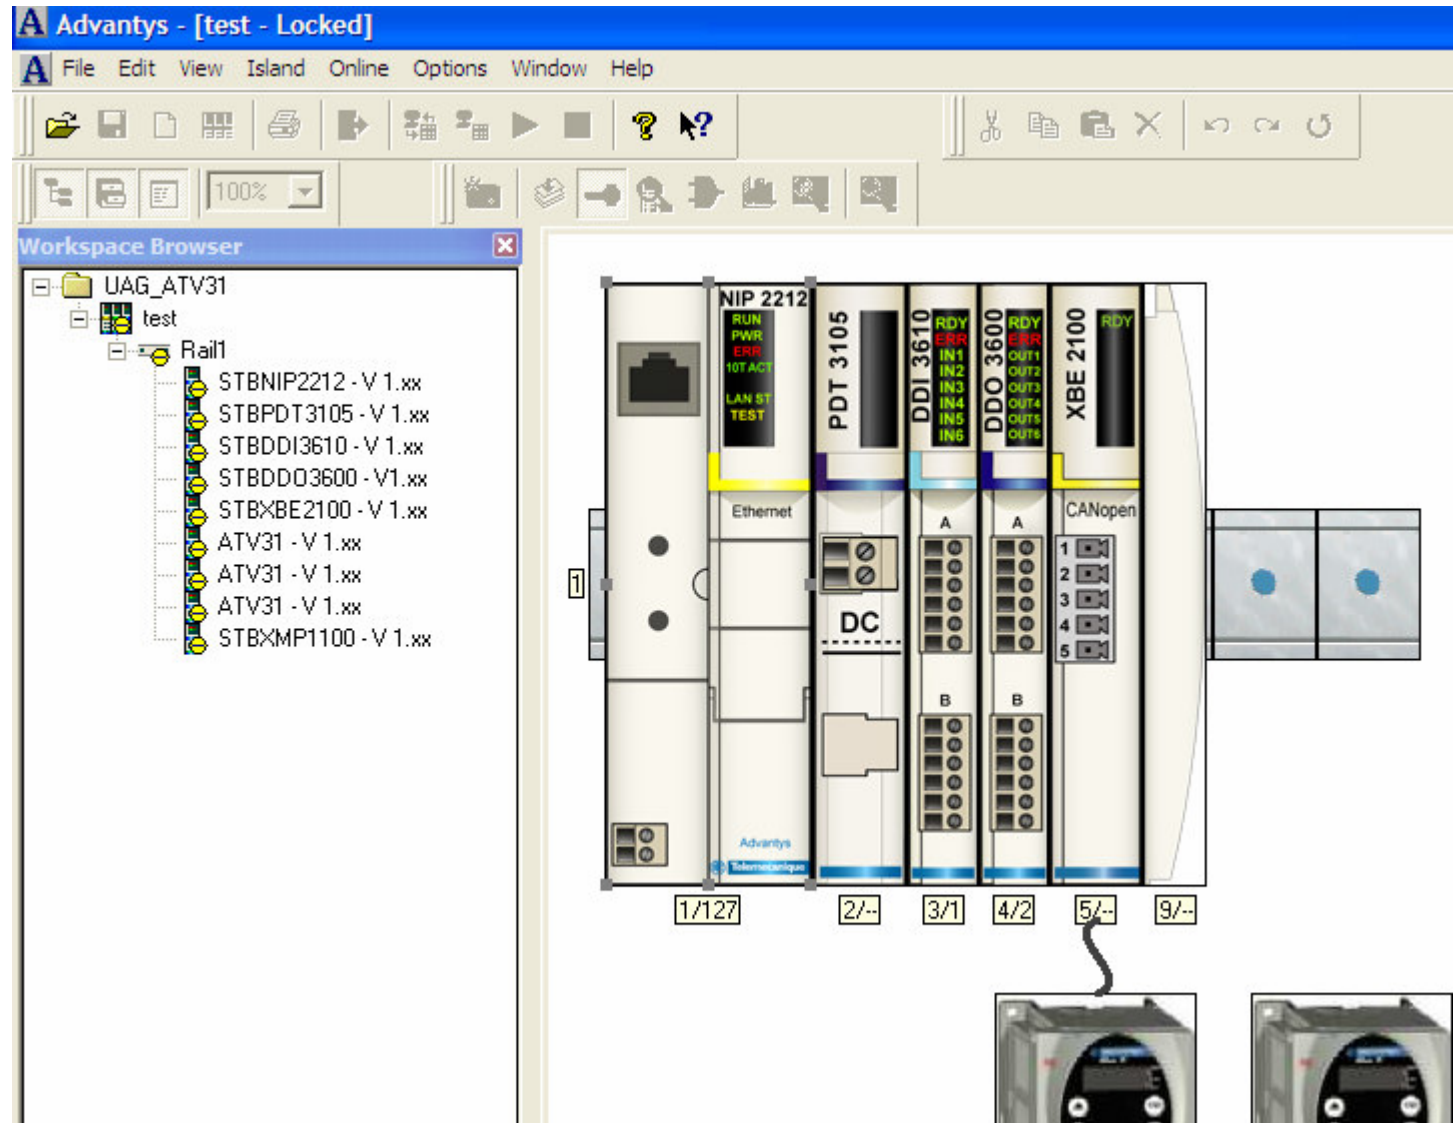 Advantys - [test - Locked]
File Edit View Island Online Options Window Help
100%
Workspace Browser
UAG_ATV31
test
Rail1
STBNIP2212 - V 1.xx
STBPDT3105 - V 1.xx
STBDDI3610 - V 1.xx
STBDDO3600 - V1.xx
STBXBE2100 - V 1.xx
ATV31 - V 1.xx
ATV31 - V 1.xx
ATV31 - V 1.xx
STBXMP1100 - V 1.xx
NIP 2212
RUN
PWR
ERR
10T ACT
LAN ST
TEST
Ethernet
Advantys
Telemecanique
PDT 3105
DC
DDI 3610
RDY
ERR
IN1
IN2
IN3
IN4
IN5
IN6
A
B
DDO 3600
RDY
ERR
OUT1
OUT2
OUT3
OUT4
OUT5
OUT6
A
B
XBE 2100
RDY
CANopen
1
2
3
4
5
1
1/127
2/--
3/1
4/2
5/--
9/--